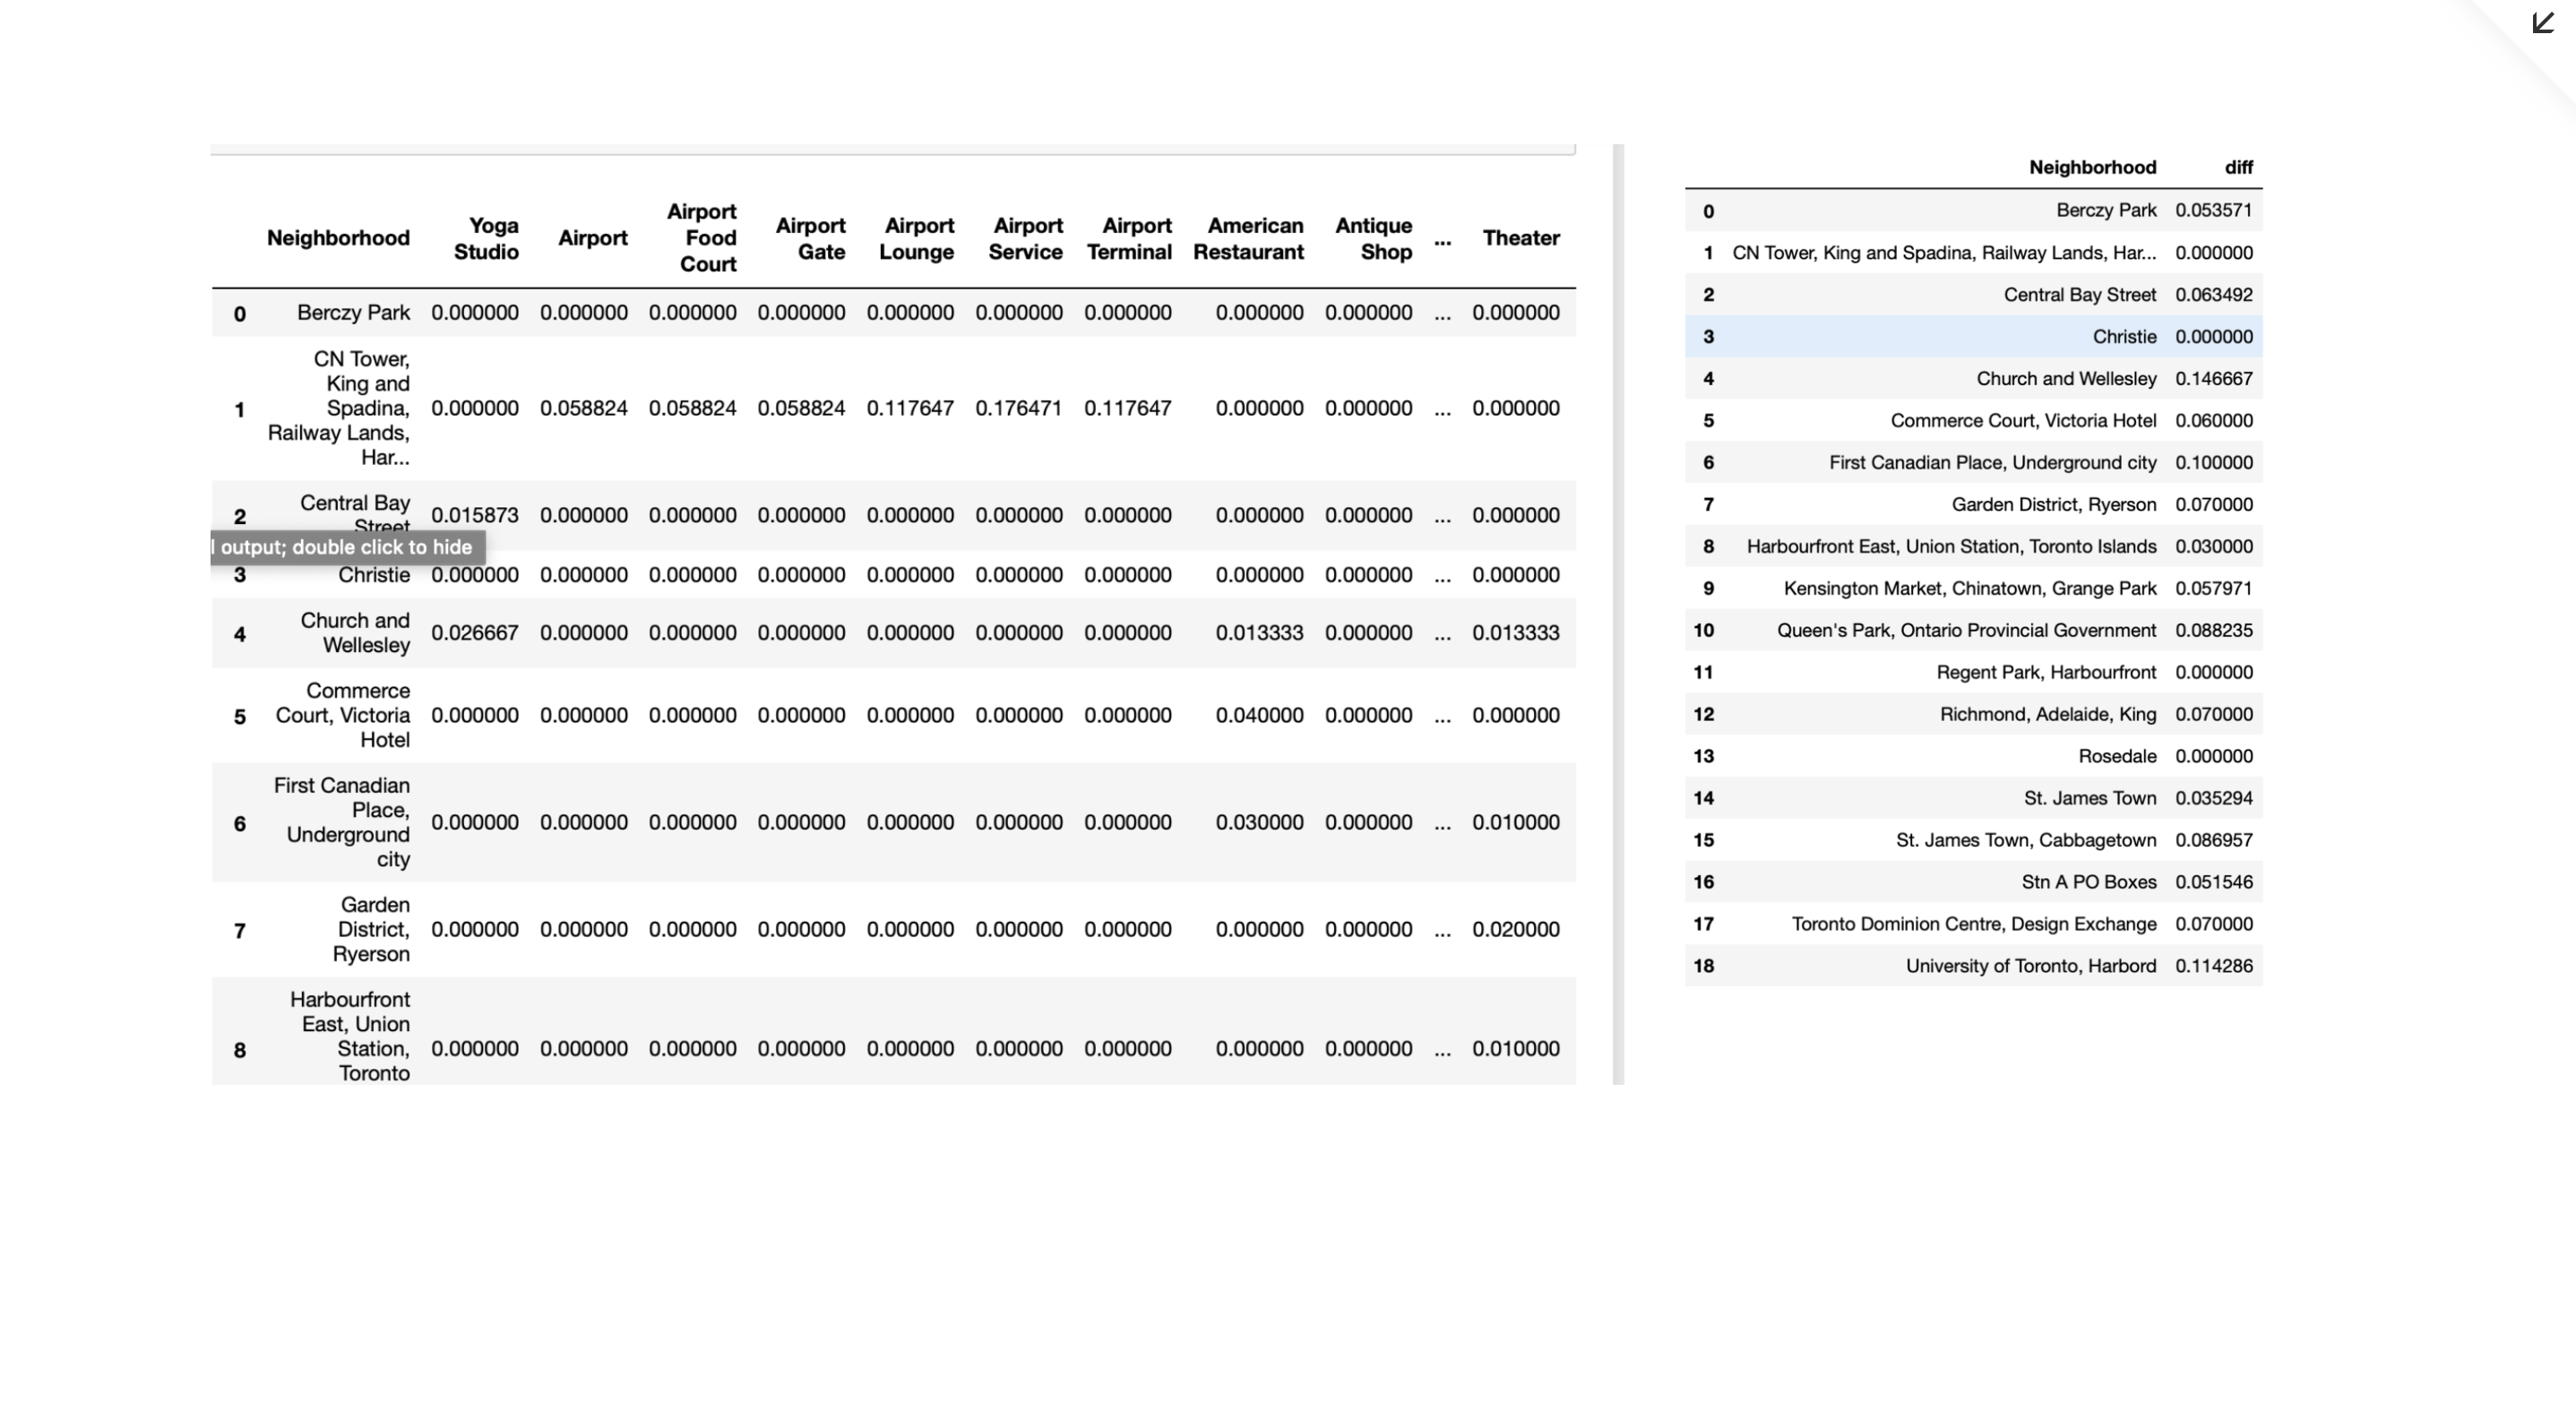 Neighborhood Yoga Studio Airport Airport Food Court Airport Gate Airport Lounge Airport Service Airport Terminal American Restaurant Antique Shop ... Theater
0 Berczy Park 0.000000 0.000000 0.000000 0.000000 0.000000 0.000000 0.000000 0.000000 0.000000 ... 0.000000
1 CN Tower, King and Spadina, Railway Lands, Har... 0.000000 0.058824 0.058824 0.058824 0.117647 0.176471 0.117647 0.000000 0.000000 ... 0.000000
2 Central Bay Street 0.015873 0.000000 0.000000 0.000000 0.000000 0.000000 0.000000 0.000000 0.000000 ... 0.000000
output; double click to hide
3 Christie 0.000000 0.000000 0.000000 0.000000 0.000000 0.000000 0.000000 0.000000 0.000000 ... 0.000000
4 Church and Wellesley 0.026667 0.000000 0.000000 0.000000 0.000000 0.000000 0.000000 0.013333 0.000000 ... 0.013333
5 Commerce Court, Victoria Hotel 0.000000 0.000000 0.000000 0.000000 0.000000 0.000000 0.000000 0.040000 0.000000 ... 0.000000
6 First Canadian Place, Underground city 0.000000 0.000000 0.000000 0.000000 0.000000 0.000000 0.000000 0.030000 0.000000 ... 0.010000
7 Garden District, Ryerson 0.000000 0.000000 0.000000 0.000000 0.000000 0.000000 0.000000 0.000000 0.000000 ... 0.020000
8 Harbourfront East, Union Station, Toronto 0.000000 0.000000 0.000000 0.000000 0.000000 0.000000 0.000000 0.000000 0.000000 ... 0.010000
Neighborhood diff
0 Berczy Park 0.053571
1 CN Tower, King and Spadina, Railway Lands, Har... 0.000000
2 Central Bay Street 0.063492
3 Christie 0.000000
4 Church and Wellesley 0.146667
5 Commerce Court, Victoria Hotel 0.060000
6 First Canadian Place, Underground city 0.100000
7 Garden District, Ryerson 0.070000
8 Harbourfront East, Union Station, Toronto Islands 0.030000
9 Kensington Market, Chinatown, Grange Park 0.057971
10 Queen's Park, Ontario Provincial Government 0.088235
11 Regent Park, Harbourfront 0.000000
12 Richmond, Adelaide, King 0.070000
13 Rosedale 0.000000
14 St. James Town 0.035294
15 St. James Town, Cabbagetown 0.086957
16 Stn A PO Boxes 0.051546
17 Toronto Dominion Centre, Design Exchange 0.070000
18 University of Toronto, Harbord 0.114286